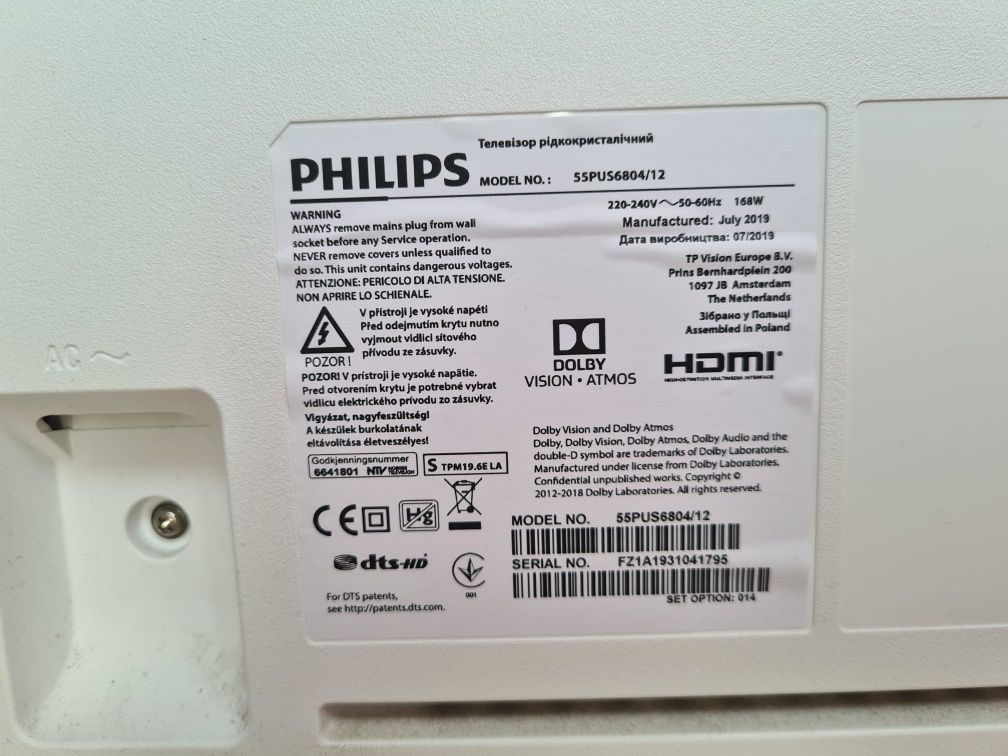 Телевізор рідкокристалічний
PHILIPS MODEL NO. : 55PUS6804/12
220-240V ~ 50-60Hz 168W
Manufactured: July 2019
Дата виробництва: 07/2019
TP Vision Europe B.V.
Prins Bernhardplein 200
1097 JB Amsterdam
The Netherlands
Зібрано у Польщі
Assembled in Poland
WARNING
ALWAYS remove mains plug from wall
socket before any Service operation.
NEVER remove covers unless qualified to
do so. This unit contains dangerous voltages.
ATTENZIONE: PERICOLO DI ALTA TENSIONE.
NON APRIRE LO SCHIENALE.
V přístroji je vysoké napětí
Před odejmutím krytu nutno
vyjmout vidlici síťového
přívodu ze zásuvky.
POZOR !
POZOR! V prístroji je vysoké napätie.
Pred otvorením krytu je potrebné vybrat
vidlicu elektrického prívodu zo zásuvky.
Vigyázat, nagyfeszültség!
A készülek burkolatának
eltávolítása életveszélyes!
DOLBY
VISION • ATMOS
HDMI
HIGH-DEFINITION MULTIMEDIA INTERFACE
AC ~
Godkjenningsnummer
6641801 NTV
S TPM19.6E LA
Dolby Vision and Dolby Atmos
Dolby, Dolby Vision, Dolby Atmos, Dolby Audio and the
double-D symbol are trademarks of Dolby Laboratories.
Manufactured under license from Dolby Laboratories.
Confidential unpublished works. Copyright ©
2012-2018 Dolby Laboratories. All rights reserved.
CE Hg
dts-HD
001
For DTS patents,
see http://patents.dts.com.
MODEL NO. 55PUS6804/12
SERIAL NO. FZ1A1931041795
SET OPTION: 014